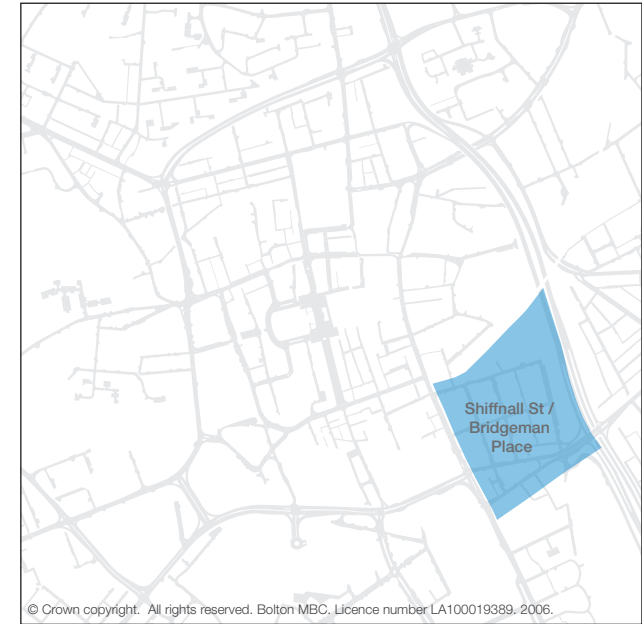 Shiffnall St /
Bridgeman
Place
© Crown copyright.  All rights reserved. Bolton MBC. Licence number LA100019389. 2006.